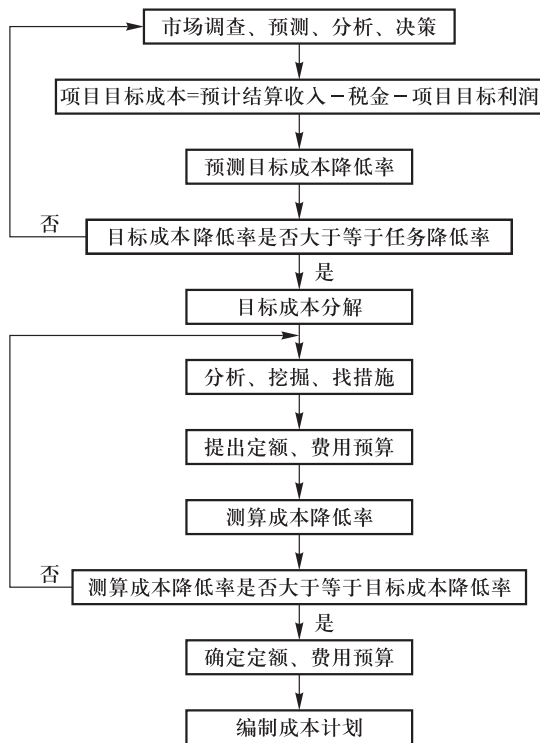 市场调查、预测、分析、决策
项目目标成本=预计结算收入－税金－项目目标利润
预测目标成本降低率
否
目标成本降低率是否大于等于任务降低率
是
目标成本分解
分析、挖掘、找措施
提出定额、费用预算
测算成本降低率
否
测算成本降低率是否大于等于目标成本降低率
是
确定定额、费用预算
编制成本计划